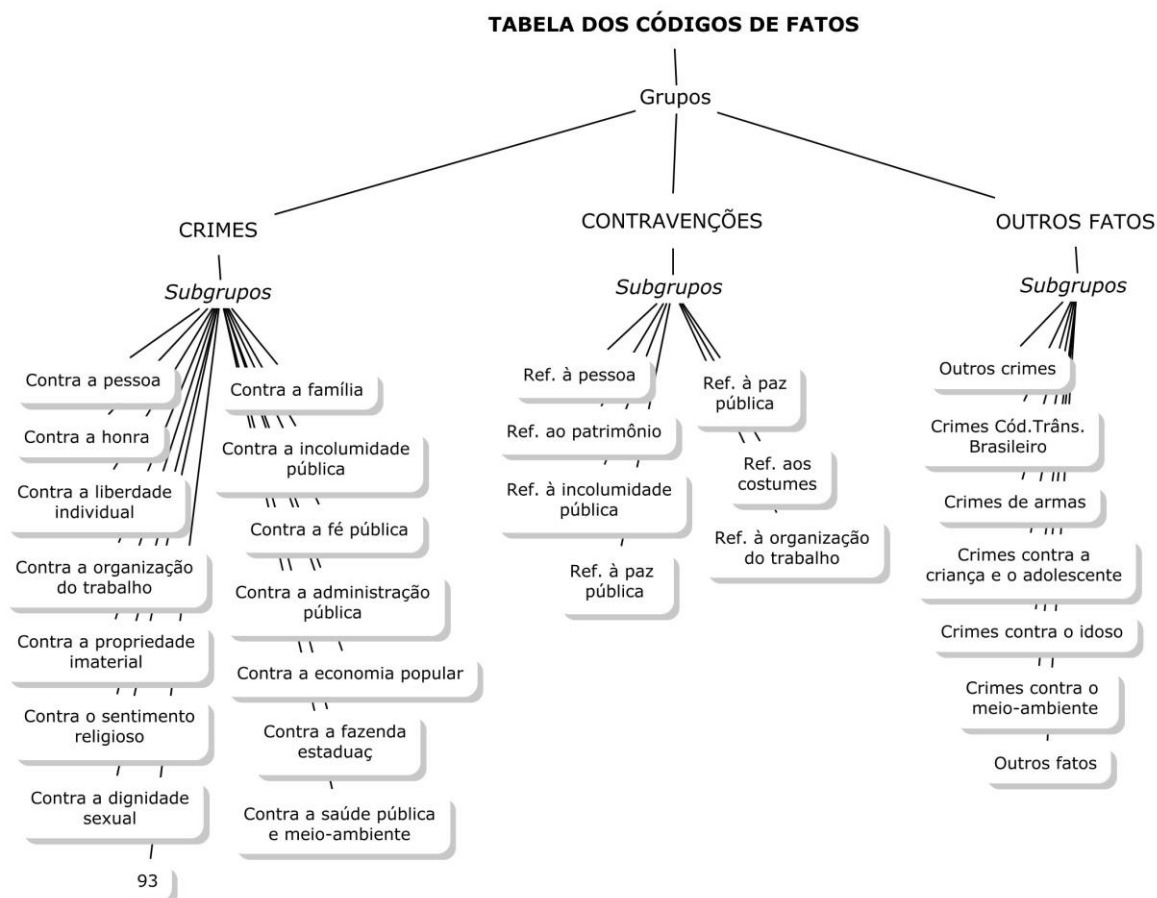 TABELA DOS CÓDIGOS DE FATOS
Grupos
CRIMES
Subgrupos
Contra a pessoa
Contra a honra
Contra a liberdade
individual
Contra a organização
do trabalho
Contra a propriedade
imaterial
Contra o sentimento
religioso
Contra a dignidade
sexual
93
Contra a família
Contra a incolumidade
pública
Contra a fé pública
Contra a administração
pública
Contra a economia popular
Contra a fazenda
estaduaç
Contra a saúde pública
e meio-ambiente
CONTRAVENÇÕES
Subgrupos
Ref. à pessoa
Ref. ao patrimônio
Ref. à incolumidade
pública
Ref. à paz
pública
Ref. à paz
pública
Ref. aos
costumes
Ref. à organização
do trabalho
OUTROS FATOS
Subgrupos
Outros crimes
Crimes Cód.Trâns.
Brasileiro
Crimes de armas
Crimes contra a
criança e o adolescente
Crimes contra o idoso
Crimes contra o
meio-ambiente
Outros fatos